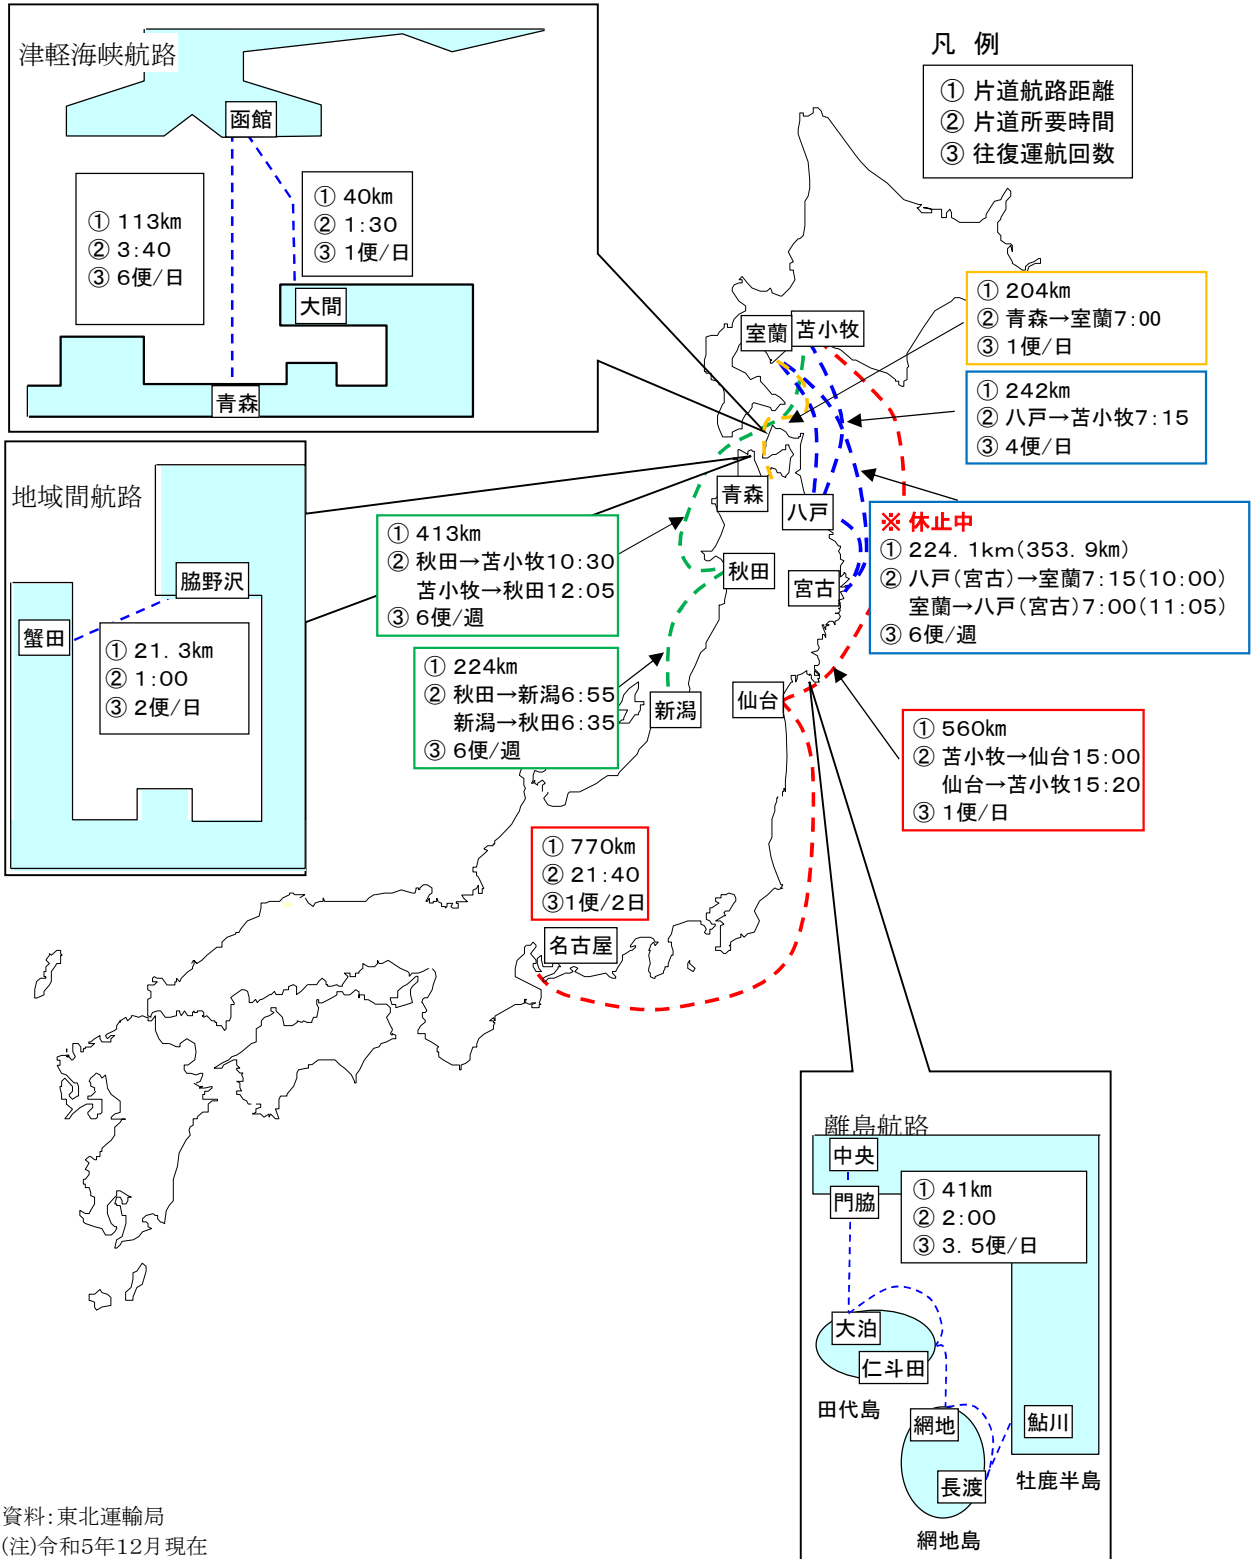 津軽海峡航路
函館
① 113km
② 3:40
③ 6便/日
① 40km
② 1:30
③ 1便/日
大間
青森
凡 例
① 片道航路距離
② 片道所要時間
③ 往復運航回数
室蘭
苫小牧
① 204km
② 青森→室蘭7:00
③ 1便/日
① 242km
② 八戸→苫小牧7:15
③ 4便/日
青森
八戸
※ 休止中
① 224. 1km(353. 9km)
② 八戸(宮古)→室蘭7:15(10:00)
室蘭→八戸(宮古)7:00(11:05)
③ 6便/週
地域間航路
脇野沢
蟹田
① 21. 3km
② 1:00
③ 2便/日
① 413km
② 秋田→苫小牧10:30
苫小牧→秋田12:05
③ 6便/週
秋田
宮古
① 224km
② 秋田→新潟6:55
新潟→秋田6:35
③ 6便/週
新潟
仙台
① 560km
② 苫小牧→仙台15:00
仙台→苫小牧15:20
③ 1便/日
① 770km
② 21:40
③1便/2日
名古屋
離島航路
中央
門脇
① 41km
② 2:00
③ 3. 5便/日
大泊
仁斗田
田代島
網地
鮎川
長渡
牡鹿半島
網地島
資料:東北運輸局
(注)令和5年12月現在